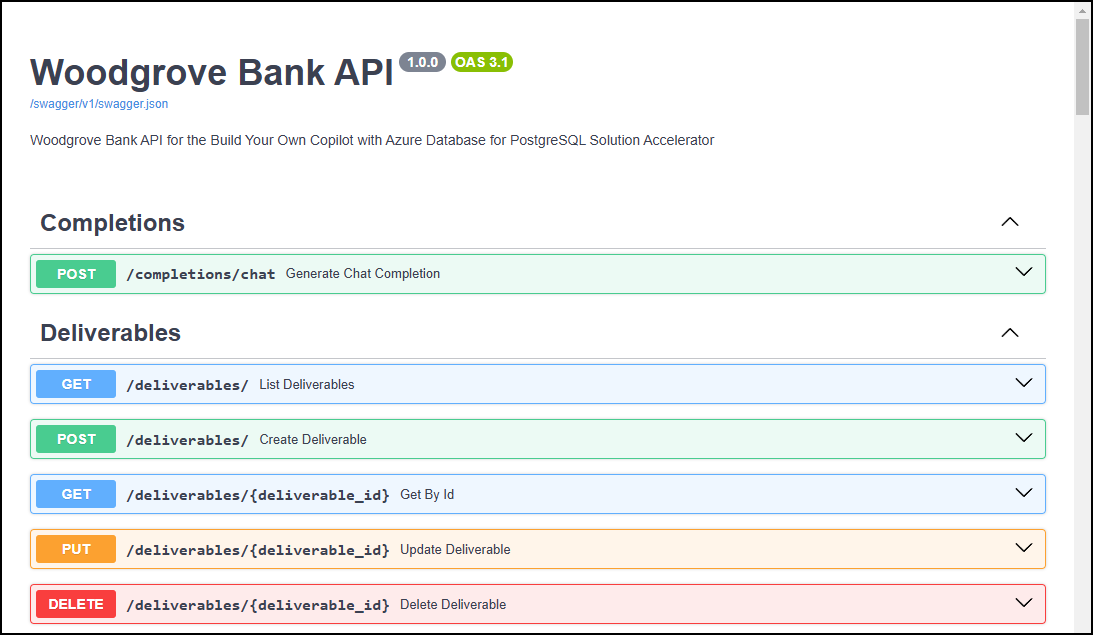 Woodgrove Bank API 1.0.0 OAS 3.1
/swagger/v1/swagger.json
Woodgrove Bank API for the Build Your Own Copilot with Azure Database for PostgreSQL Solution Accelerator
Completions
POST /completions/chat Generate Chat Completion
Deliverables
GET /deliverables/ List Deliverables
POST /deliverables/ Create Deliverable
GET /deliverables/{deliverable_id} Get By Id
PUT /deliverables/{deliverable_id} Update Deliverable
DELETE /deliverables/{deliverable_id} Delete Deliverable